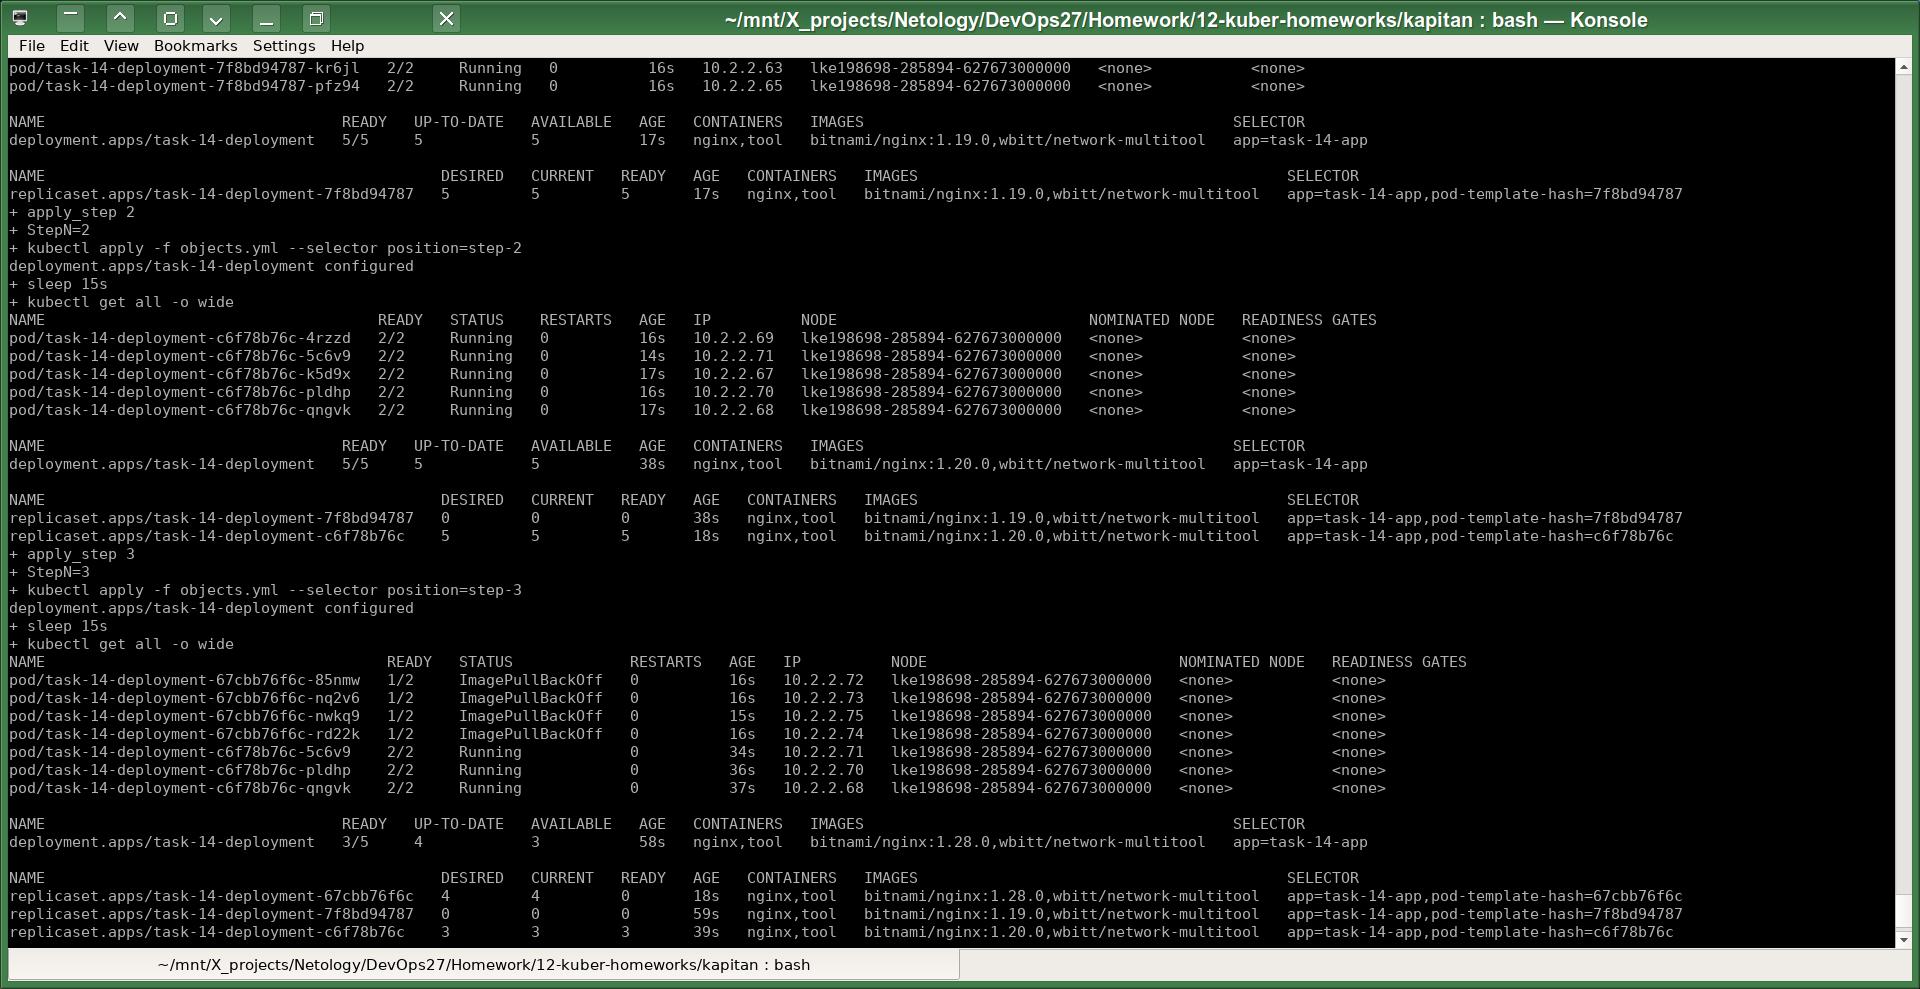 ~/mnt/X_projects/Netology/DevOps27/Homework/12-kuber-homeworks/kapitan : bash — Konsole
File Edit View Bookmarks Settings Help
pod/task-14-deployment-7f8bd94787-kr6jl   2/2     Running   0          16s   10.2.2.63   lke198698-285894-627673000000   <none>           <none>
pod/task-14-deployment-7f8bd94787-pfz94   2/2     Running   0          16s   10.2.2.65   lke198698-285894-627673000000   <none>           <none>

NAME                                 READY   UP-TO-DATE   AVAILABLE   AGE   CONTAINERS   IMAGES                                         SELECTOR
deployment.apps/task-14-deployment   5/5     5            5           17s   nginx,tool   bitnami/nginx:1.19.0,wbitt/network-multitool   app=task-14-app

NAME                                            DESIRED   CURRENT   READY   AGE   CONTAINERS   IMAGES                                         SELECTOR
replicaset.apps/task-14-deployment-7f8bd94787   5         5         5       17s   nginx,tool   bitnami/nginx:1.19.0,wbitt/network-multitool   app=task-14-app,pod-template-hash=7f8bd94787
+ apply_step 2
+ StepN=2
+ kubectl apply -f objects.yml --selector position=step-2
deployment.apps/task-14-deployment configured
+ sleep 15s
+ kubectl get all -o wide
NAME                                     READY   STATUS    RESTARTS   AGE   IP          NODE                            NOMINATED NODE   READINESS GATES
pod/task-14-deployment-c6f78b76c-4rzzd   2/2     Running   0          16s   10.2.2.69   lke198698-285894-627673000000   <none>           <none>
pod/task-14-deployment-c6f78b76c-5c6v9   2/2     Running   0          14s   10.2.2.71   lke198698-285894-627673000000   <none>           <none>
pod/task-14-deployment-c6f78b76c-k5d9x   2/2     Running   0          17s   10.2.2.67   lke198698-285894-627673000000   <none>           <none>
pod/task-14-deployment-c6f78b76c-pldhp   2/2     Running   0          16s   10.2.2.70   lke198698-285894-627673000000   <none>           <none>
pod/task-14-deployment-c6f78b76c-qngvk   2/2     Running   0          17s   10.2.2.68   lke198698-285894-627673000000   <none>           <none>

NAME                                 READY   UP-TO-DATE   AVAILABLE   AGE   CONTAINERS   IMAGES                                         SELECTOR
deployment.apps/task-14-deployment   5/5     5            5           38s   nginx,tool   bitnami/nginx:1.20.0,wbitt/network-multitool   app=task-14-app

NAME                                            DESIRED   CURRENT   READY   AGE   CONTAINERS   IMAGES                                         SELECTOR
replicaset.apps/task-14-deployment-7f8bd94787   0         0         0       38s   nginx,tool   bitnami/nginx:1.19.0,wbitt/network-multitool   app=task-14-app,pod-template-hash=7f8bd94787
replicaset.apps/task-14-deployment-c6f78b76c    5         5         5       18s   nginx,tool   bitnami/nginx:1.20.0,wbitt/network-multitool   app=task-14-app,pod-template-hash=c6f78b76c
+ apply_step 3
+ StepN=3
+ kubectl apply -f objects.yml --selector position=step-3
deployment.apps/task-14-deployment configured
+ sleep 15s
+ kubectl get all -o wide
NAME                                      READY   STATUS             RESTARTS   AGE   IP          NODE                            NOMINATED NODE   READINESS GATES
pod/task-14-deployment-67cbb76f6c-85nmw   1/2     ImagePullBackOff   0          16s   10.2.2.72   lke198698-285894-627673000000   <none>           <none>
pod/task-14-deployment-67cbb76f6c-nq2v6   1/2     ImagePullBackOff   0          16s   10.2.2.73   lke198698-285894-627673000000   <none>           <none>
pod/task-14-deployment-67cbb76f6c-nwkq9   1/2     ImagePullBackOff   0          15s   10.2.2.75   lke198698-285894-627673000000   <none>           <none>
pod/task-14-deployment-67cbb76f6c-rd22k   1/2     ImagePullBackOff   0          16s   10.2.2.74   lke198698-285894-627673000000   <none>           <none>
pod/task-14-deployment-c6f78b76c-5c6v9    2/2     Running            0          34s   10.2.2.71   lke198698-285894-627673000000   <none>           <none>
pod/task-14-deployment-c6f78b76c-pldhp    2/2     Running            0          36s   10.2.2.70   lke198698-285894-627673000000   <none>           <none>
pod/task-14-deployment-c6f78b76c-qngvk    2/2     Running            0          37s   10.2.2.68   lke198698-285894-627673000000   <none>           <none>

NAME                                 READY   UP-TO-DATE   AVAILABLE   AGE   CONTAINERS   IMAGES                                         SELECTOR
deployment.apps/task-14-deployment   3/5     4            3           58s   nginx,tool   bitnami/nginx:1.28.0,wbitt/network-multitool   app=task-14-app

NAME                                            DESIRED   CURRENT   READY   AGE   CONTAINERS   IMAGES                                         SELECTOR
replicaset.apps/task-14-deployment-67cbb76f6c   4         4         0       18s   nginx,tool   bitnami/nginx:1.28.0,wbitt/network-multitool   app=task-14-app,pod-template-hash=67cbb76f6c
replicaset.apps/task-14-deployment-7f8bd94787   0         0         0       59s   nginx,tool   bitnami/nginx:1.19.0,wbitt/network-multitool   app=task-14-app,pod-template-hash=7f8bd94787
replicaset.apps/task-14-deployment-c6f78b76c    3         3         3       39s   nginx,tool   bitnami/nginx:1.20.0,wbitt/network-multitool   app=task-14-app,pod-template-hash=c6f78b76c
~/mnt/X_projects/Netology/DevOps27/Homework/12-kuber-homeworks/kapitan : bash